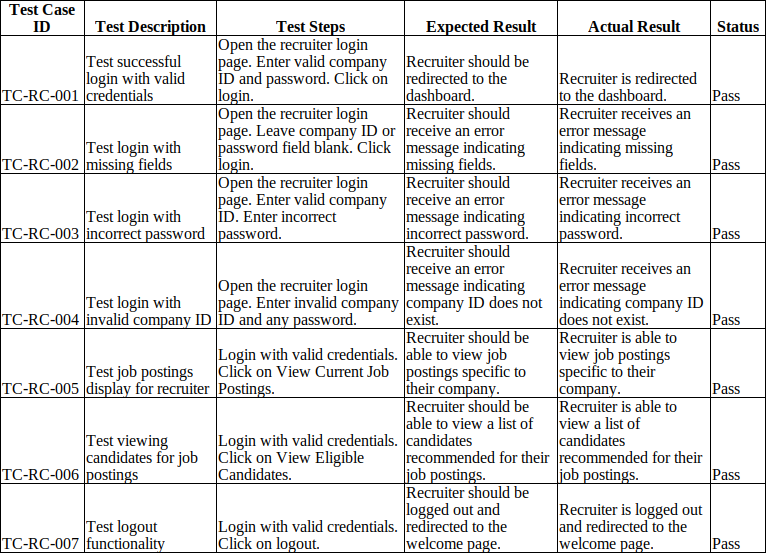 Test Case ID Test Description Test Steps Expected Result Actual Result Status
TC-RC-001
Test successful
login with valid
credentials
Open the recruiter login
page. Enter valid company
ID and password. Click on
login.
Recruiter should be
redirected to the
dashboard.
Recruiter is redirected
to the dashboard.
Pass
TC-RC-002
Test login with
missing fields
Open the recruiter login
page. Leave company ID or
password field blank. Click
login.
Recruiter should
receive an error
message indicating
missing fields.
Recruiter receives an
error message
indicating missing
fields.
Pass
TC-RC-003
Test login with
incorrect password
Open the recruiter login
page. Enter valid company
ID. Enter incorrect
password.
Recruiter should
receive an error
message indicating
incorrect password.
Recruiter receives an
error message
indicating incorrect
password.
Pass
TC-RC-004
Test login with
invalid company ID
Open the recruiter login
page. Enter invalid company
ID and any password.
Recruiter should
receive an error
message indicating
company ID does not
exist.
Recruiter receives an
error message
indicating company ID
does not exist.
Pass
TC-RC-005
Test job postings
display for recruiter
Login with valid credentials.
Click on View Current Job
Postings.
Recruiter should be
able to view job
postings specific to
their company.
Recruiter is able to
view job postings
specific to their
company.
Pass
TC-RC-006
Test viewing
candidates for job
postings
Login with valid credentials.
Click on View Eligible
Candidates.
Recruiter should be
able to view a list of
candidates
recommended for their
job postings.
Recruiter is able to
view a list of
candidates
recommended for their
job postings.
Pass
TC-RC-007
Test logout
functionality
Login with valid credentials.
Click on logout.
Recruiter should be
logged out and
redirected to the
welcome page.
Recruiter is logged out
and redirected to the
welcome page.
Pass